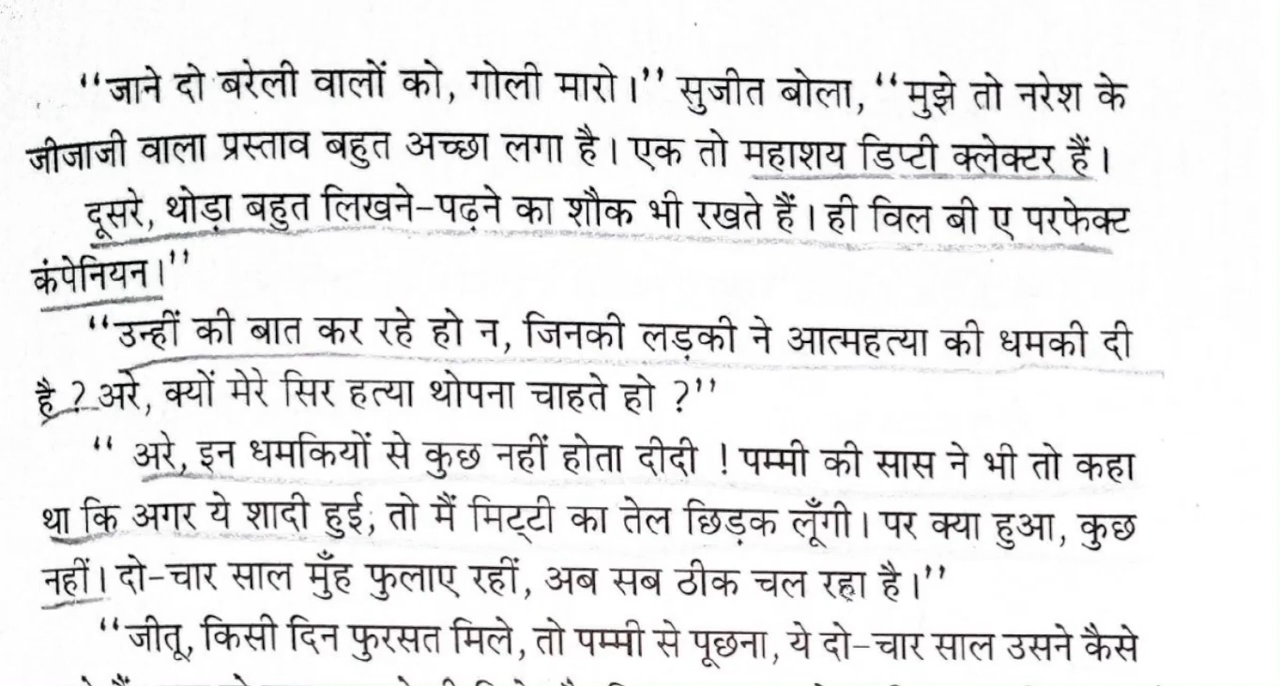 “जाने दो बरेली वालों को, गोली मारो।” सुजीत बोला, “मुझे तो नरेश के
जीजाजी वाला प्रस्ताव बहुत अच्छा लगा है। एक तो महाशय डिप्टी क्लेक्टर हैं।
दूसरे, थोड़ा बहुत लिखने-पढ़ने का शौक भी रखते हैं। ही विल बी ए परफेक्ट
कंपेनियन।”
“उन्हीं की बात कर रहे हो न, जिनकी लड़की ने आत्महत्या की धमकी दी
है ? अरे, क्यों मेरे सिर हत्या थोपना चाहते हो ?”
“ अरे, इन धमकियों से कुछ नहीं होता दीदी ! पम्मी की सास ने भी तो कहा
था कि अगर ये शादी हुई, तो मैं मिट्टी का तेल छिड़क लूँगी। पर क्या हुआ, कुछ
नहीं। दो-चार साल मुँह फुलाए रहीं, अब सब ठीक चल रहा है।”
“जीतू, किसी दिन फुरसत मिले, तो पम्मी से पूछना, ये दो-चार साल उसने कैसे